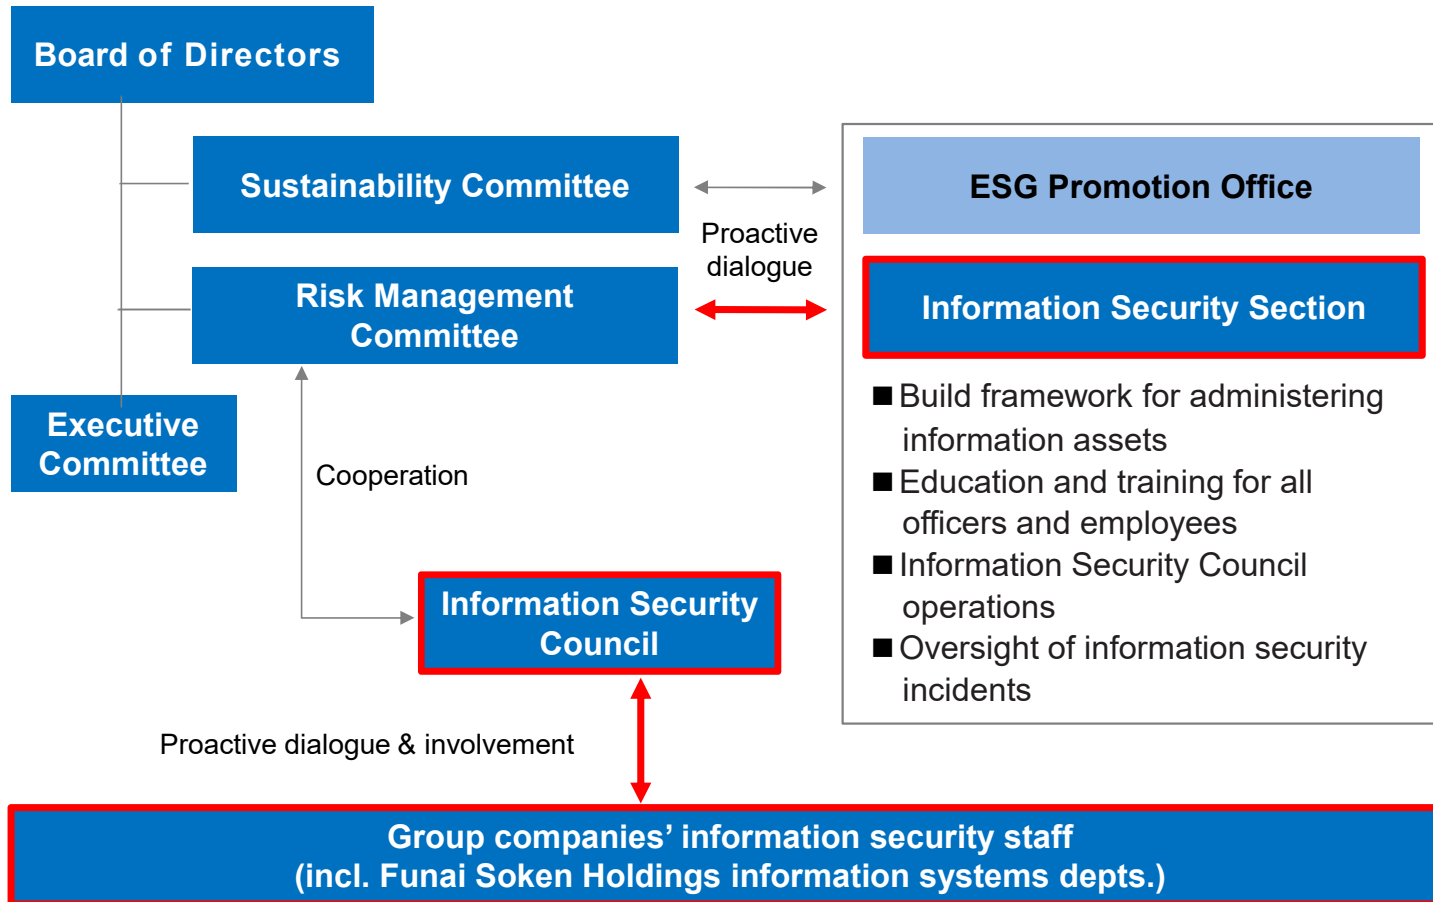 Board of Directors
Sustainability Committee
ESG Promotion Office
Proactive
dialogue
Risk Management
Committee
Information Security Section
Executive
Committee
■ Build framework for administering
information assets
■ Education and training for all
officers and employees
■ Information Security Council
operations
■ Oversight of information security
incidents
Cooperation
Information Security
Council
Proactive dialogue & involvement
Group companies’ information security staff
(incl. Funai Soken Holdings information systems depts.)